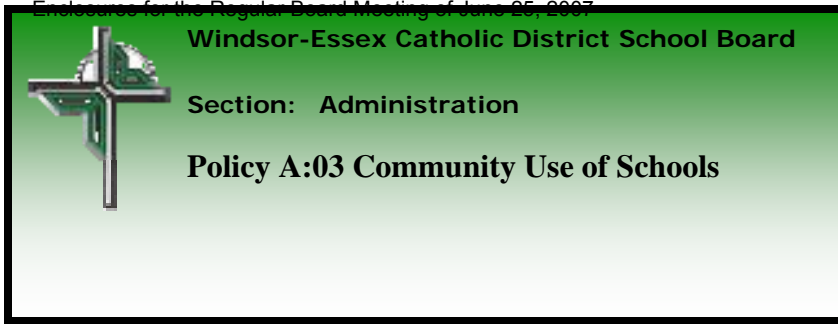 Enclosures for the Regular Board Meeting of June 25, 2007
Windsor-Essex Catholic District School Board
Section: Administration
Policy A:03 Community Use of Schools